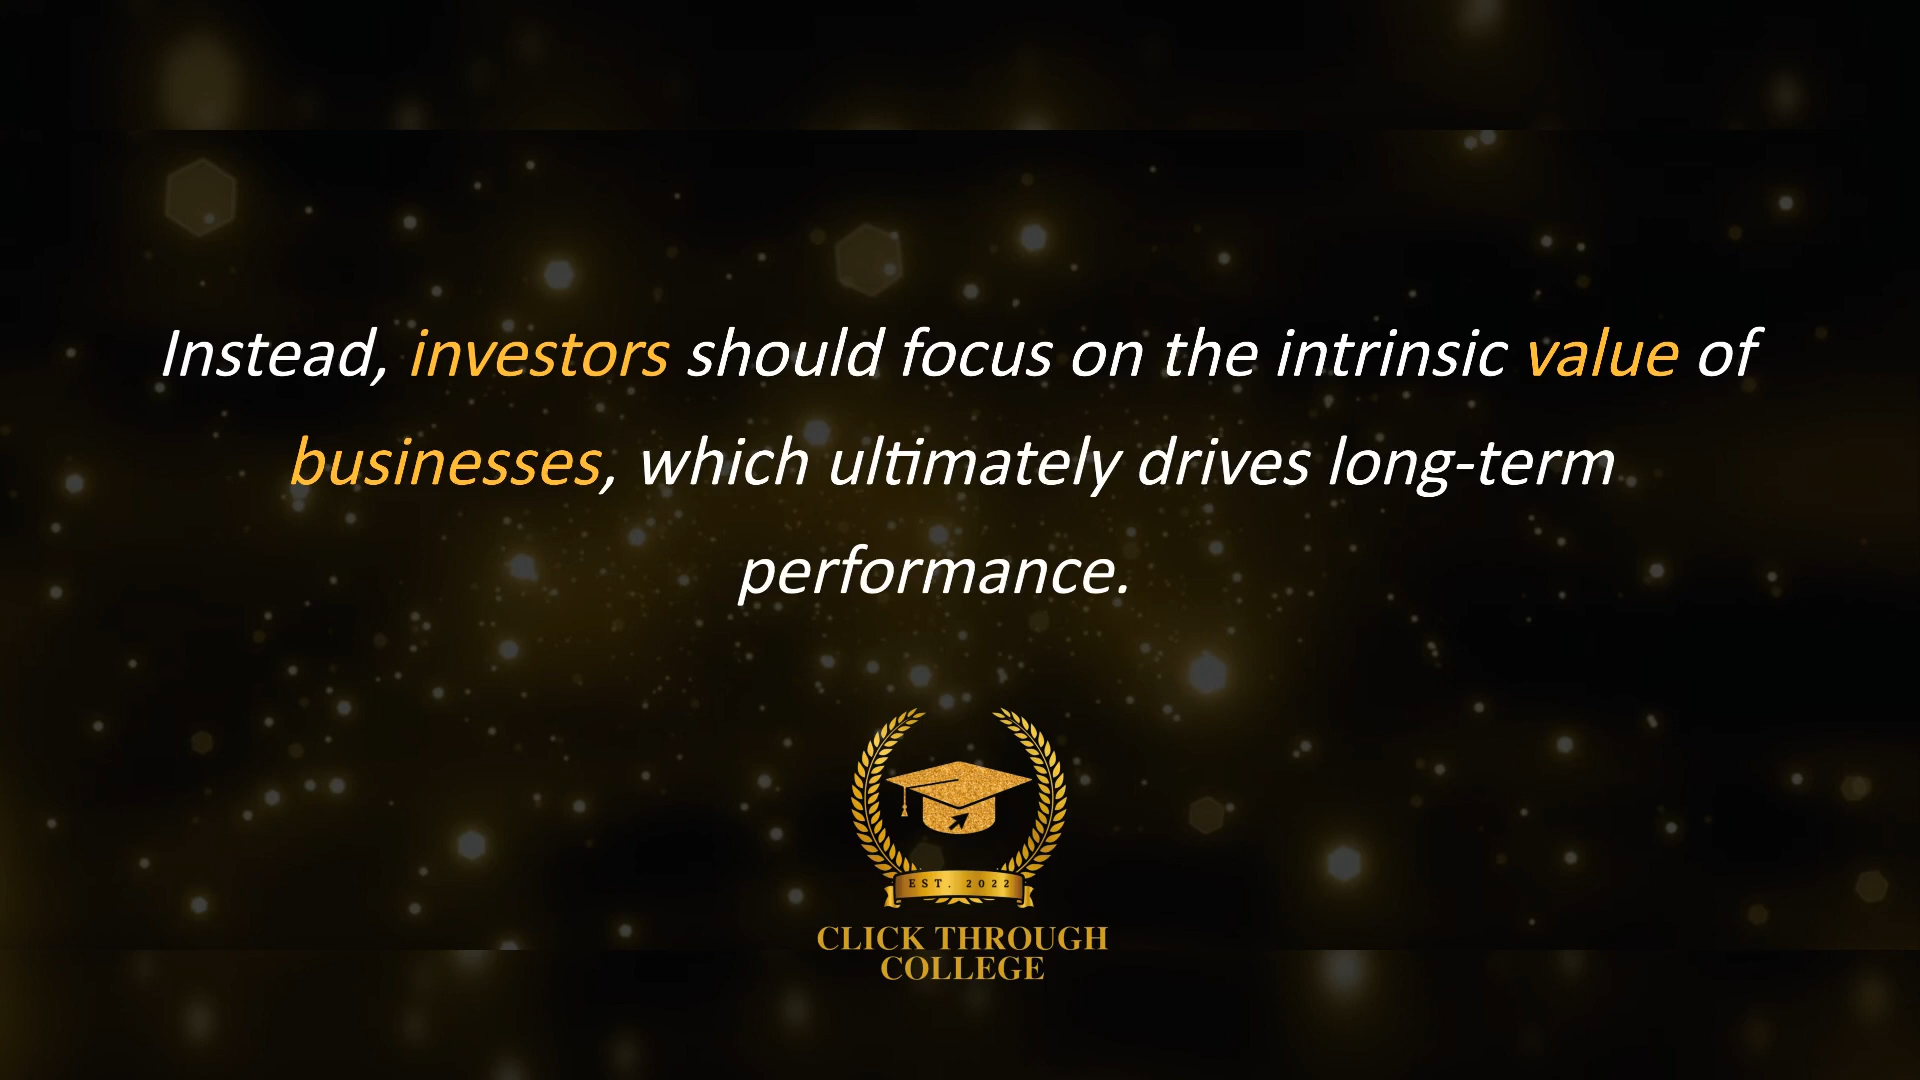 Instead, investors should focus on the intrinsic value of
businesses, which ultimately drives long-term
performance.
EST. 2022
CLICK THROUGH
COLLEGE